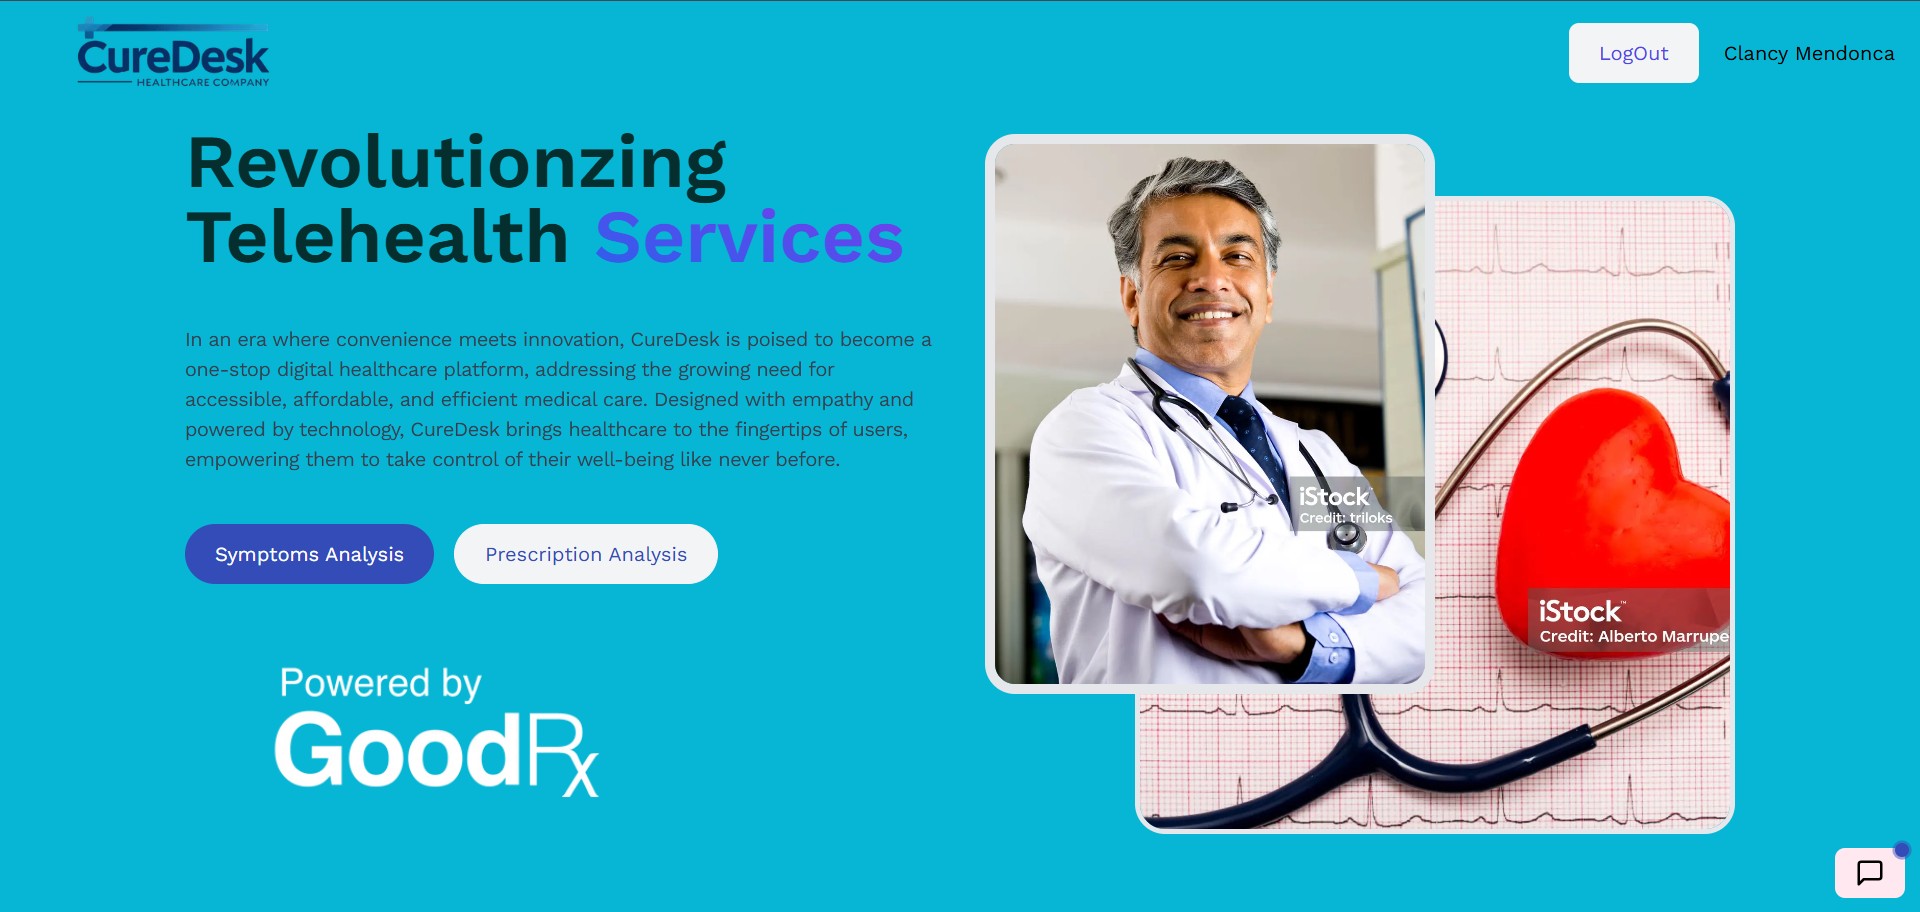 CureDesk
HEALTHCARE COMPANY
LogOut
Clancy Mendonca
Revolutionzing
Telehealth Services
In an era where convenience meets innovation, CureDesk is poised to become a
one-stop digital healthcare platform, addressing the growing need for
accessible, affordable, and efficient medical care. Designed with empathy and
powered by technology, CureDesk brings healthcare to the fingertips of users,
empowering them to take control of their well-being like never before.
Symptoms Analysis
Prescription Analysis
Powered by
GoodRx
iStock
Credit: triloks
iStock™
Credit: Alberto Marrupe